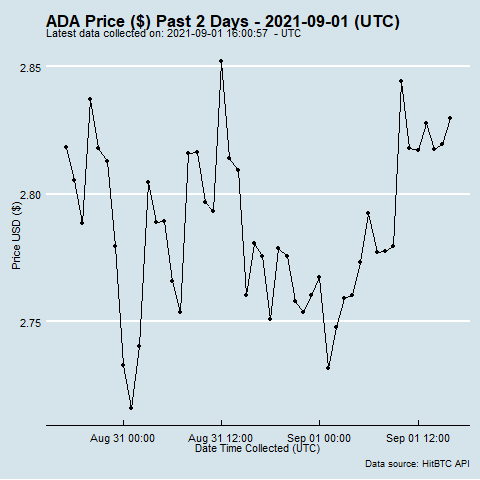 ADA Price ($) Past 2 Days - 2021-09-01 (UTC)
Latest data collected on: 2021-09-01 16:00:57  - UTC
2.85
2.80
2.75
Price USD ($)
Aug 31 00:00 Aug 31 12:00 Sep 01 00:00 Sep 01 12:00
Date Time Collected (UTC)
Data source: HitBTC API